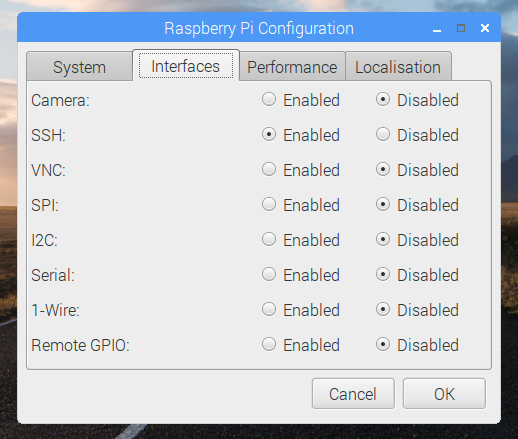 Raspberry Pi Configuration
System Interfaces Performance Localisation
Camera: Enabled Disabled
SSH: Enabled Disabled
VNC: Enabled Disabled
SPI: Enabled Disabled
I2C: Enabled Disabled
Serial: Enabled Disabled
1-Wire: Enabled Disabled
Remote GPIO: Enabled Disabled
Cancel OK